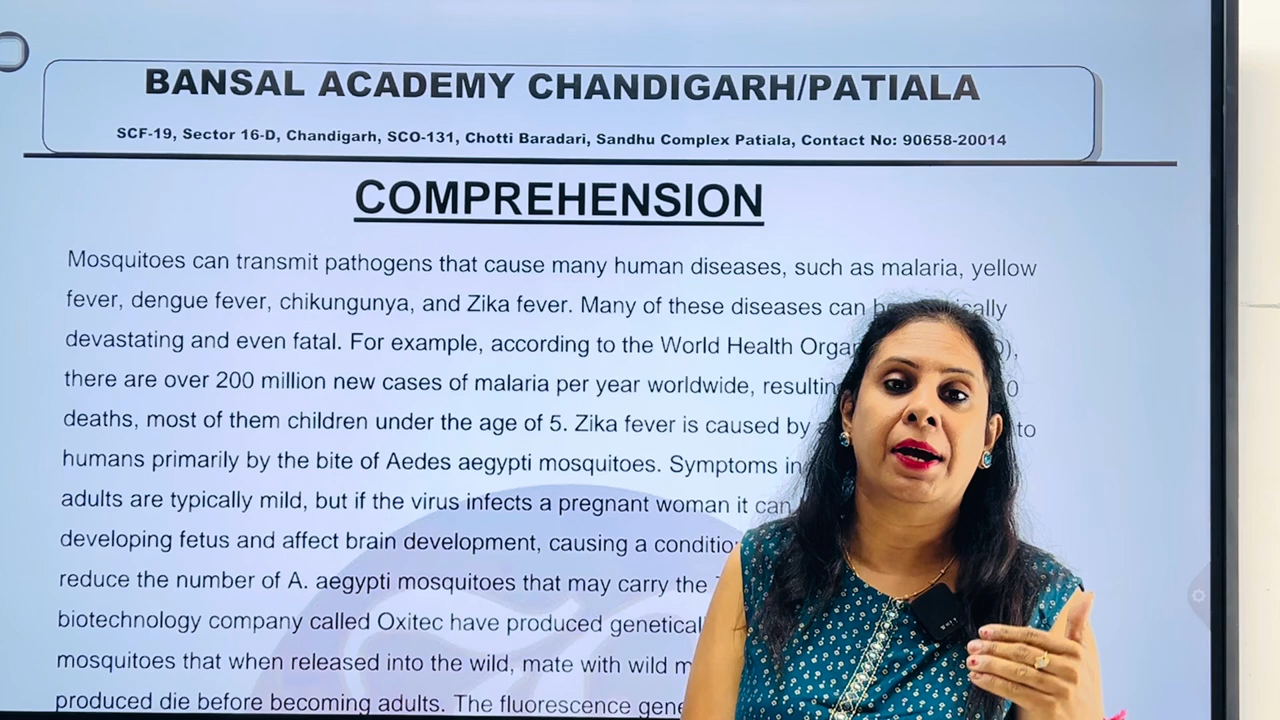 BANSAL ACADEMY CHANDIGARH/PATIALA
SCF-19, Sector 16-D, Chandigarh, SCO-131, Chotti Baradari, Sandhu Complex Patiala, Contact No: 90658-20014
COMPREHENSION
Mosquitoes can transmit pathogens that cause many human diseases, such as malaria, yellow
fever, dengue fever, chikungunya, and Zika fever. Many of these diseases can
devastating and even fatal. For example, according to the World Health
there are over 200 million new cases of malaria per year worldwide,
deaths, most of them children under the age of 5. Zika fever is caused by to
humans primarily by the bite of Aedes aegypti mosquitoes. Symptoms
adults are typically mild, but if the virus infects a pregnant woman it can
developing fetus and affect brain development, causing a
reduce the number of A. aegypti mosquitoes that may carry the
biotechnology company called Oxitec have produced
mosquitoes that when released into the wild, mate with wild
produced die before becoming adults. The fluorescence